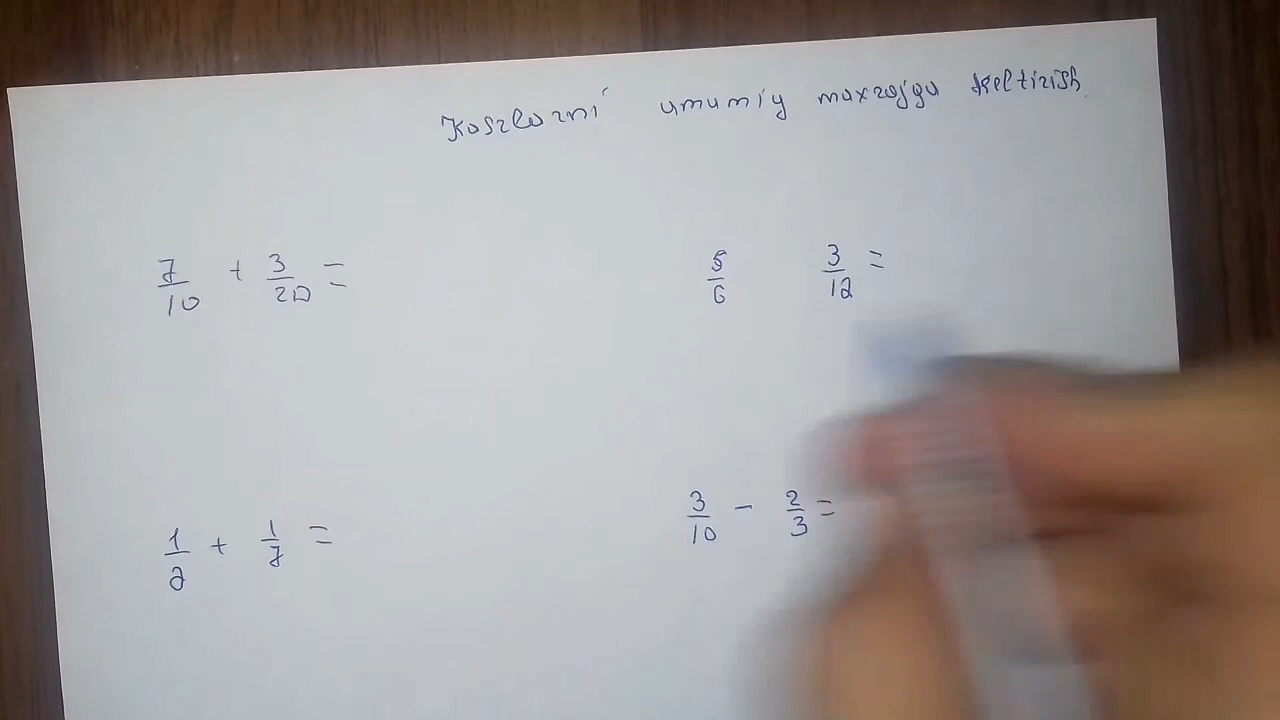 Kasrlarni umumiy maxrajga keltirish
7/10 + 3/20 =
5/6 3/12 =
1/2 + 1/7 =
3/10 - 2/3 =